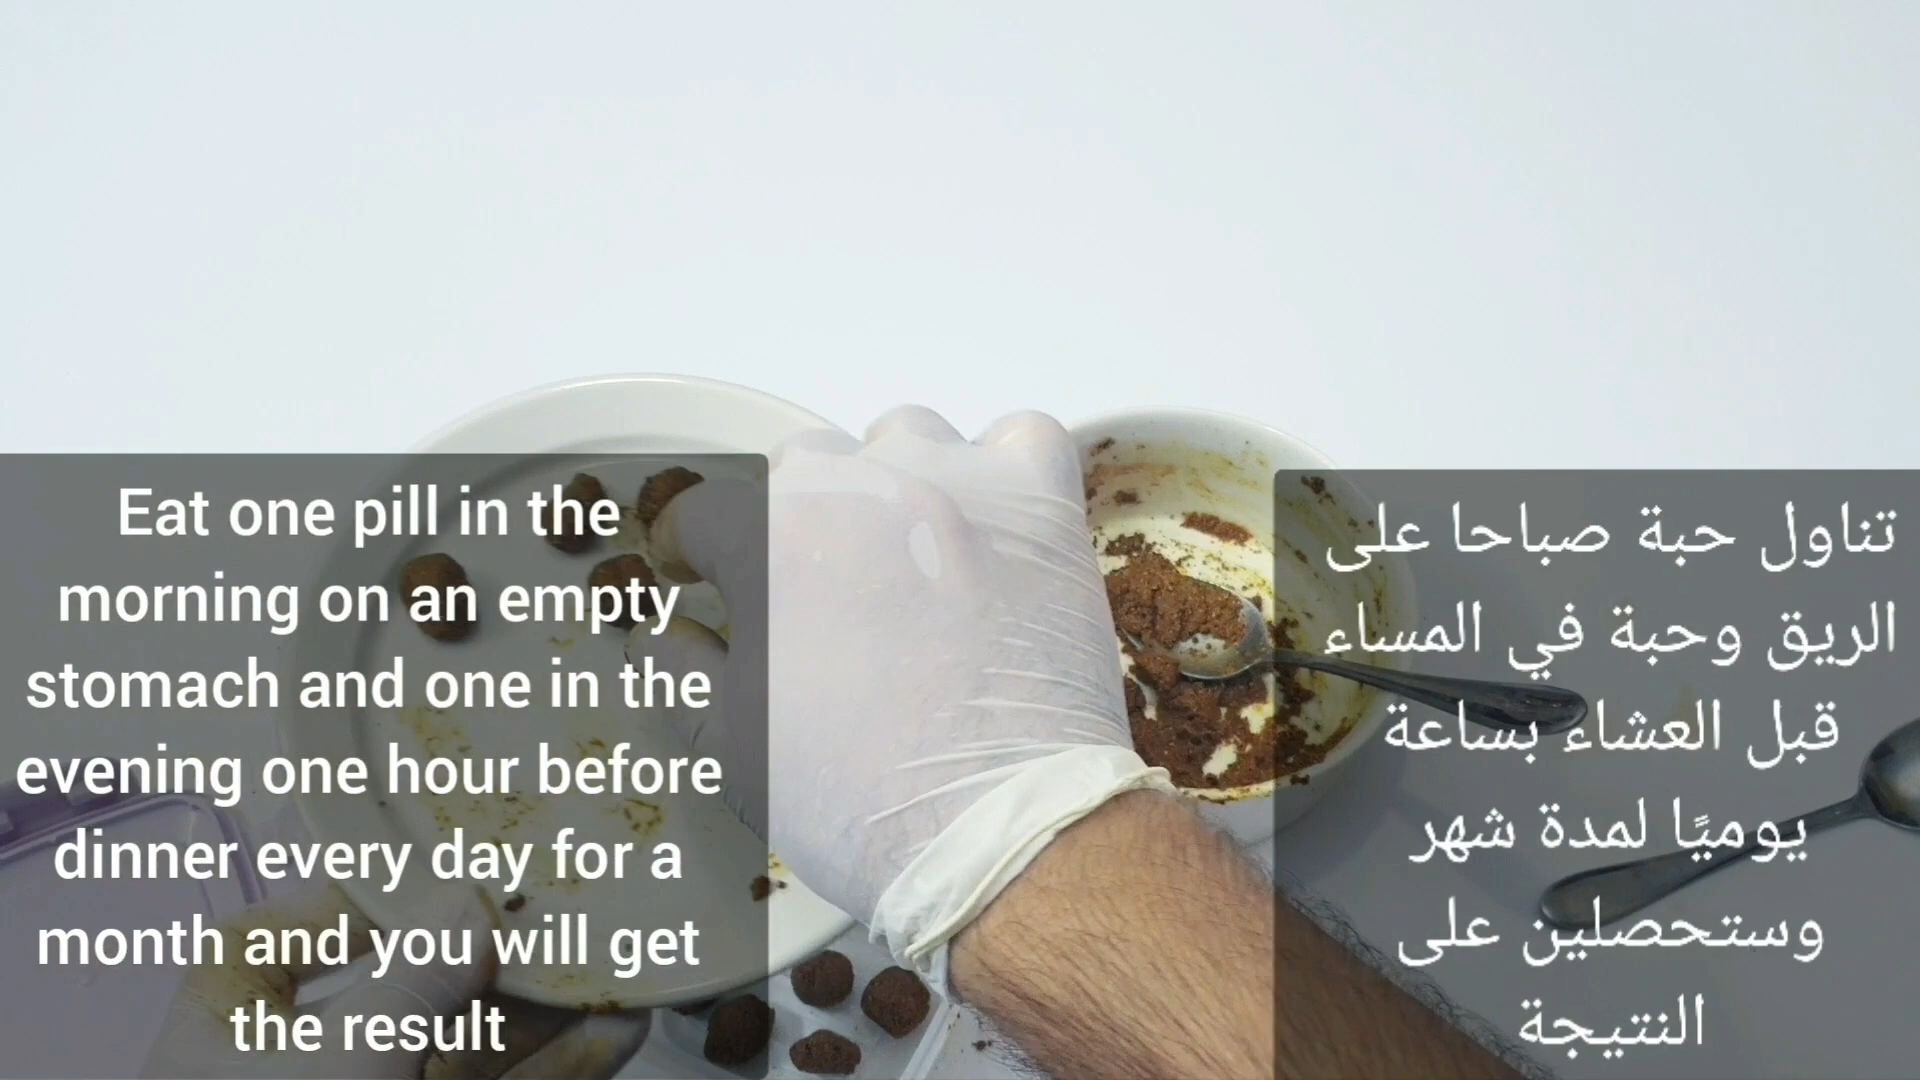 Eat one pill in the
morning on an empty
stomach and one in the
evening one hour before
dinner every day for a
month and you will get
the result
تناول حبة صباحا على
الريق وحبة في المساء
قبل العشاء بساعة
يوميًا لمدة شهر
وستحصلين على
النتيجة